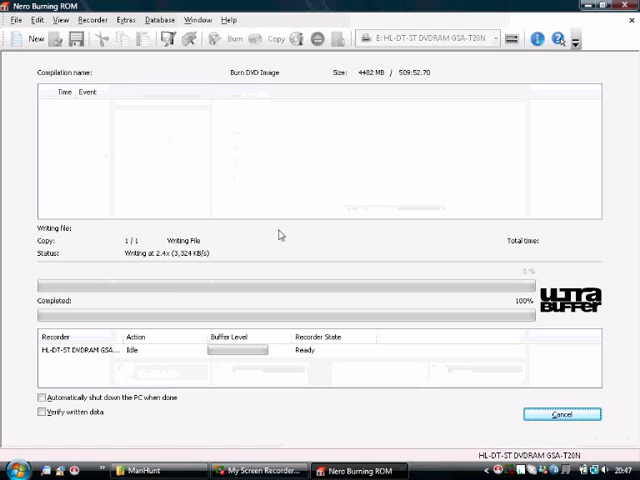 Nero Burning ROM
File Edit View Recorder Extras Database Window Help
New Burn Copy E: HL-DT-ST DVDRAM GSA-T20N
Compilation name: Burn DVD Image Size: 4482 MB / 509:52.70
Time Event
Writing file:
Copy: 1 / 1 Writing File Total time:
Status: Writing at 2.4x (3,324 KB/s)
0 %
Completed: 100%
ULTRA BUFFER
Recorder Action Buffer Level Recorder State
HL-DT-ST DVDRAM GSA... Idle Ready
Automatically shut down the PC when done
Verify written data
Cancel
HL-DT-ST DVDRAM GSA-T20N
ManHunt My Screen Recorder... Nero Burning ROM 20:47